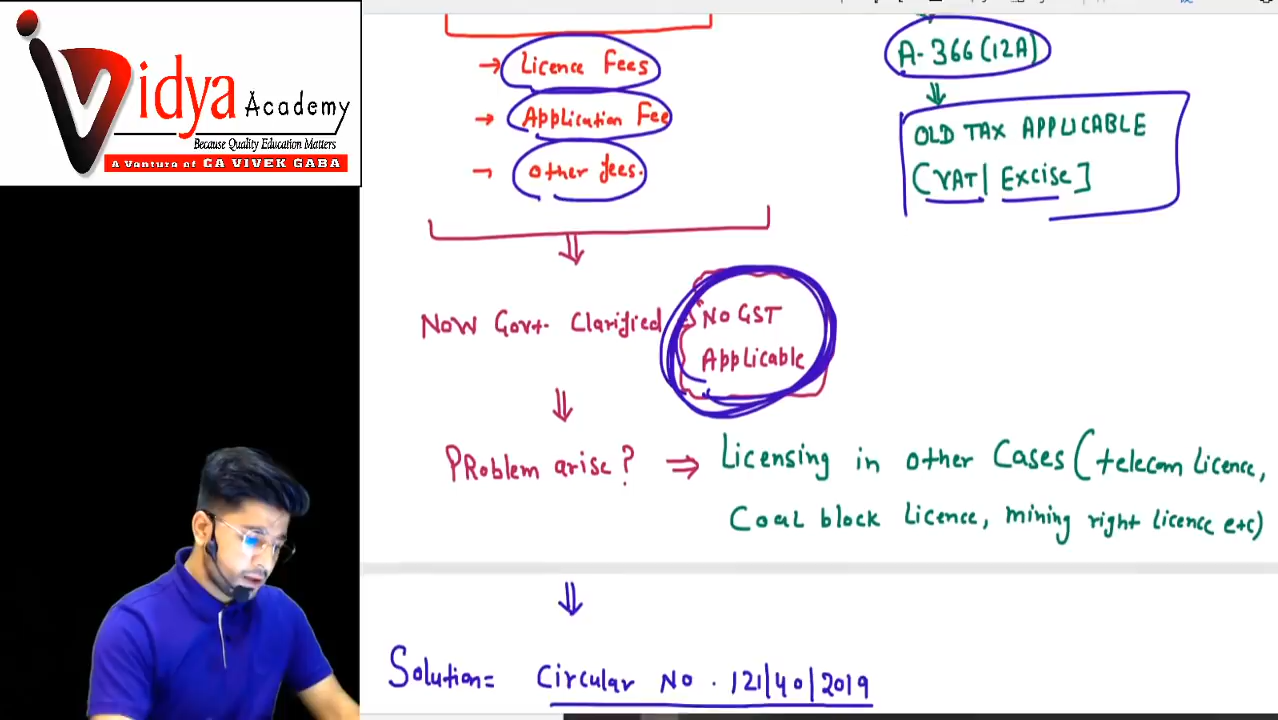 Vidya Academy
Because Quality Education Matters
A Ventura of CA VIVEK GABA
→ Licence Fees
→ Application Fee
– Other fees.
A-366(12A)
OLD TAX APPLICABLE
(VAT| Excise]
Now Govt. Clarified → No GST
Applicable
PRoblem arise? ⇒ Licensing in other Cases (telecom licence,
Coal block Licence, mining right licence etc)
Solution= Circular No. 121/40/2019